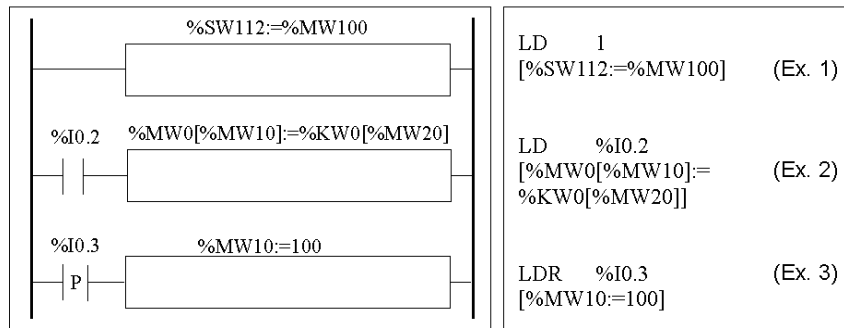 %SW112:=%MW100
%I0.2
%MW0[%MW10]:=%KW0[%MW20]
%I0.3
%MW10:=100
P
LD 1
[%SW112:=%MW100] (Ex. 1)
LD %I0.2
[%MW0[%MW10]:= (Ex. 2)
%KW0[%MW20]]
LDR %I0.3 (Ex. 3)
[%MW10:=100]